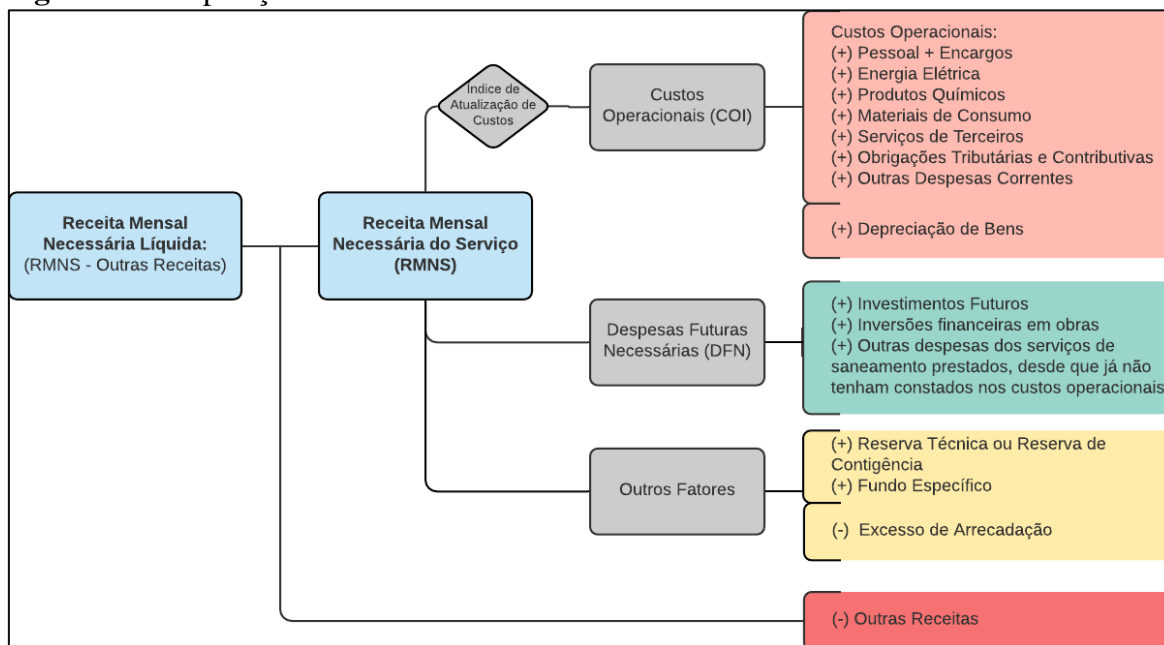 Índice de
Atualização de
Custos
Custos
Operacionais (COI)
Custos Operacionais:
(+) Pessoal + Encargos
(+) Energia Elétrica
(+) Produtos Químicos
(+) Materiais de Consumo
(+) Serviços de Terceiros
(+) Obrigações Tributárias e Contributivas
(+) Outras Despesas Correntes
(+) Depreciação de Bens
Receita Mensal
Necessária Líquida:
(RMNS - Outras Receitas)
Receita Mensal
Necessária do Serviço
(RMNS)
Despesas Futuras
Necessárias (DFN)
(+) Investimentos Futuros
(+) Inversões financeiras em obras
(+) Outras despesas dos serviços de
saneamento prestados, desde que já não
tenham constados nos custos operacionais
Outros Fatores
(+) Reserva Técnica ou Reserva de
Contigência
(+) Fundo Específico
(-) Excesso de Arrecadação
(-) Outras Receitas